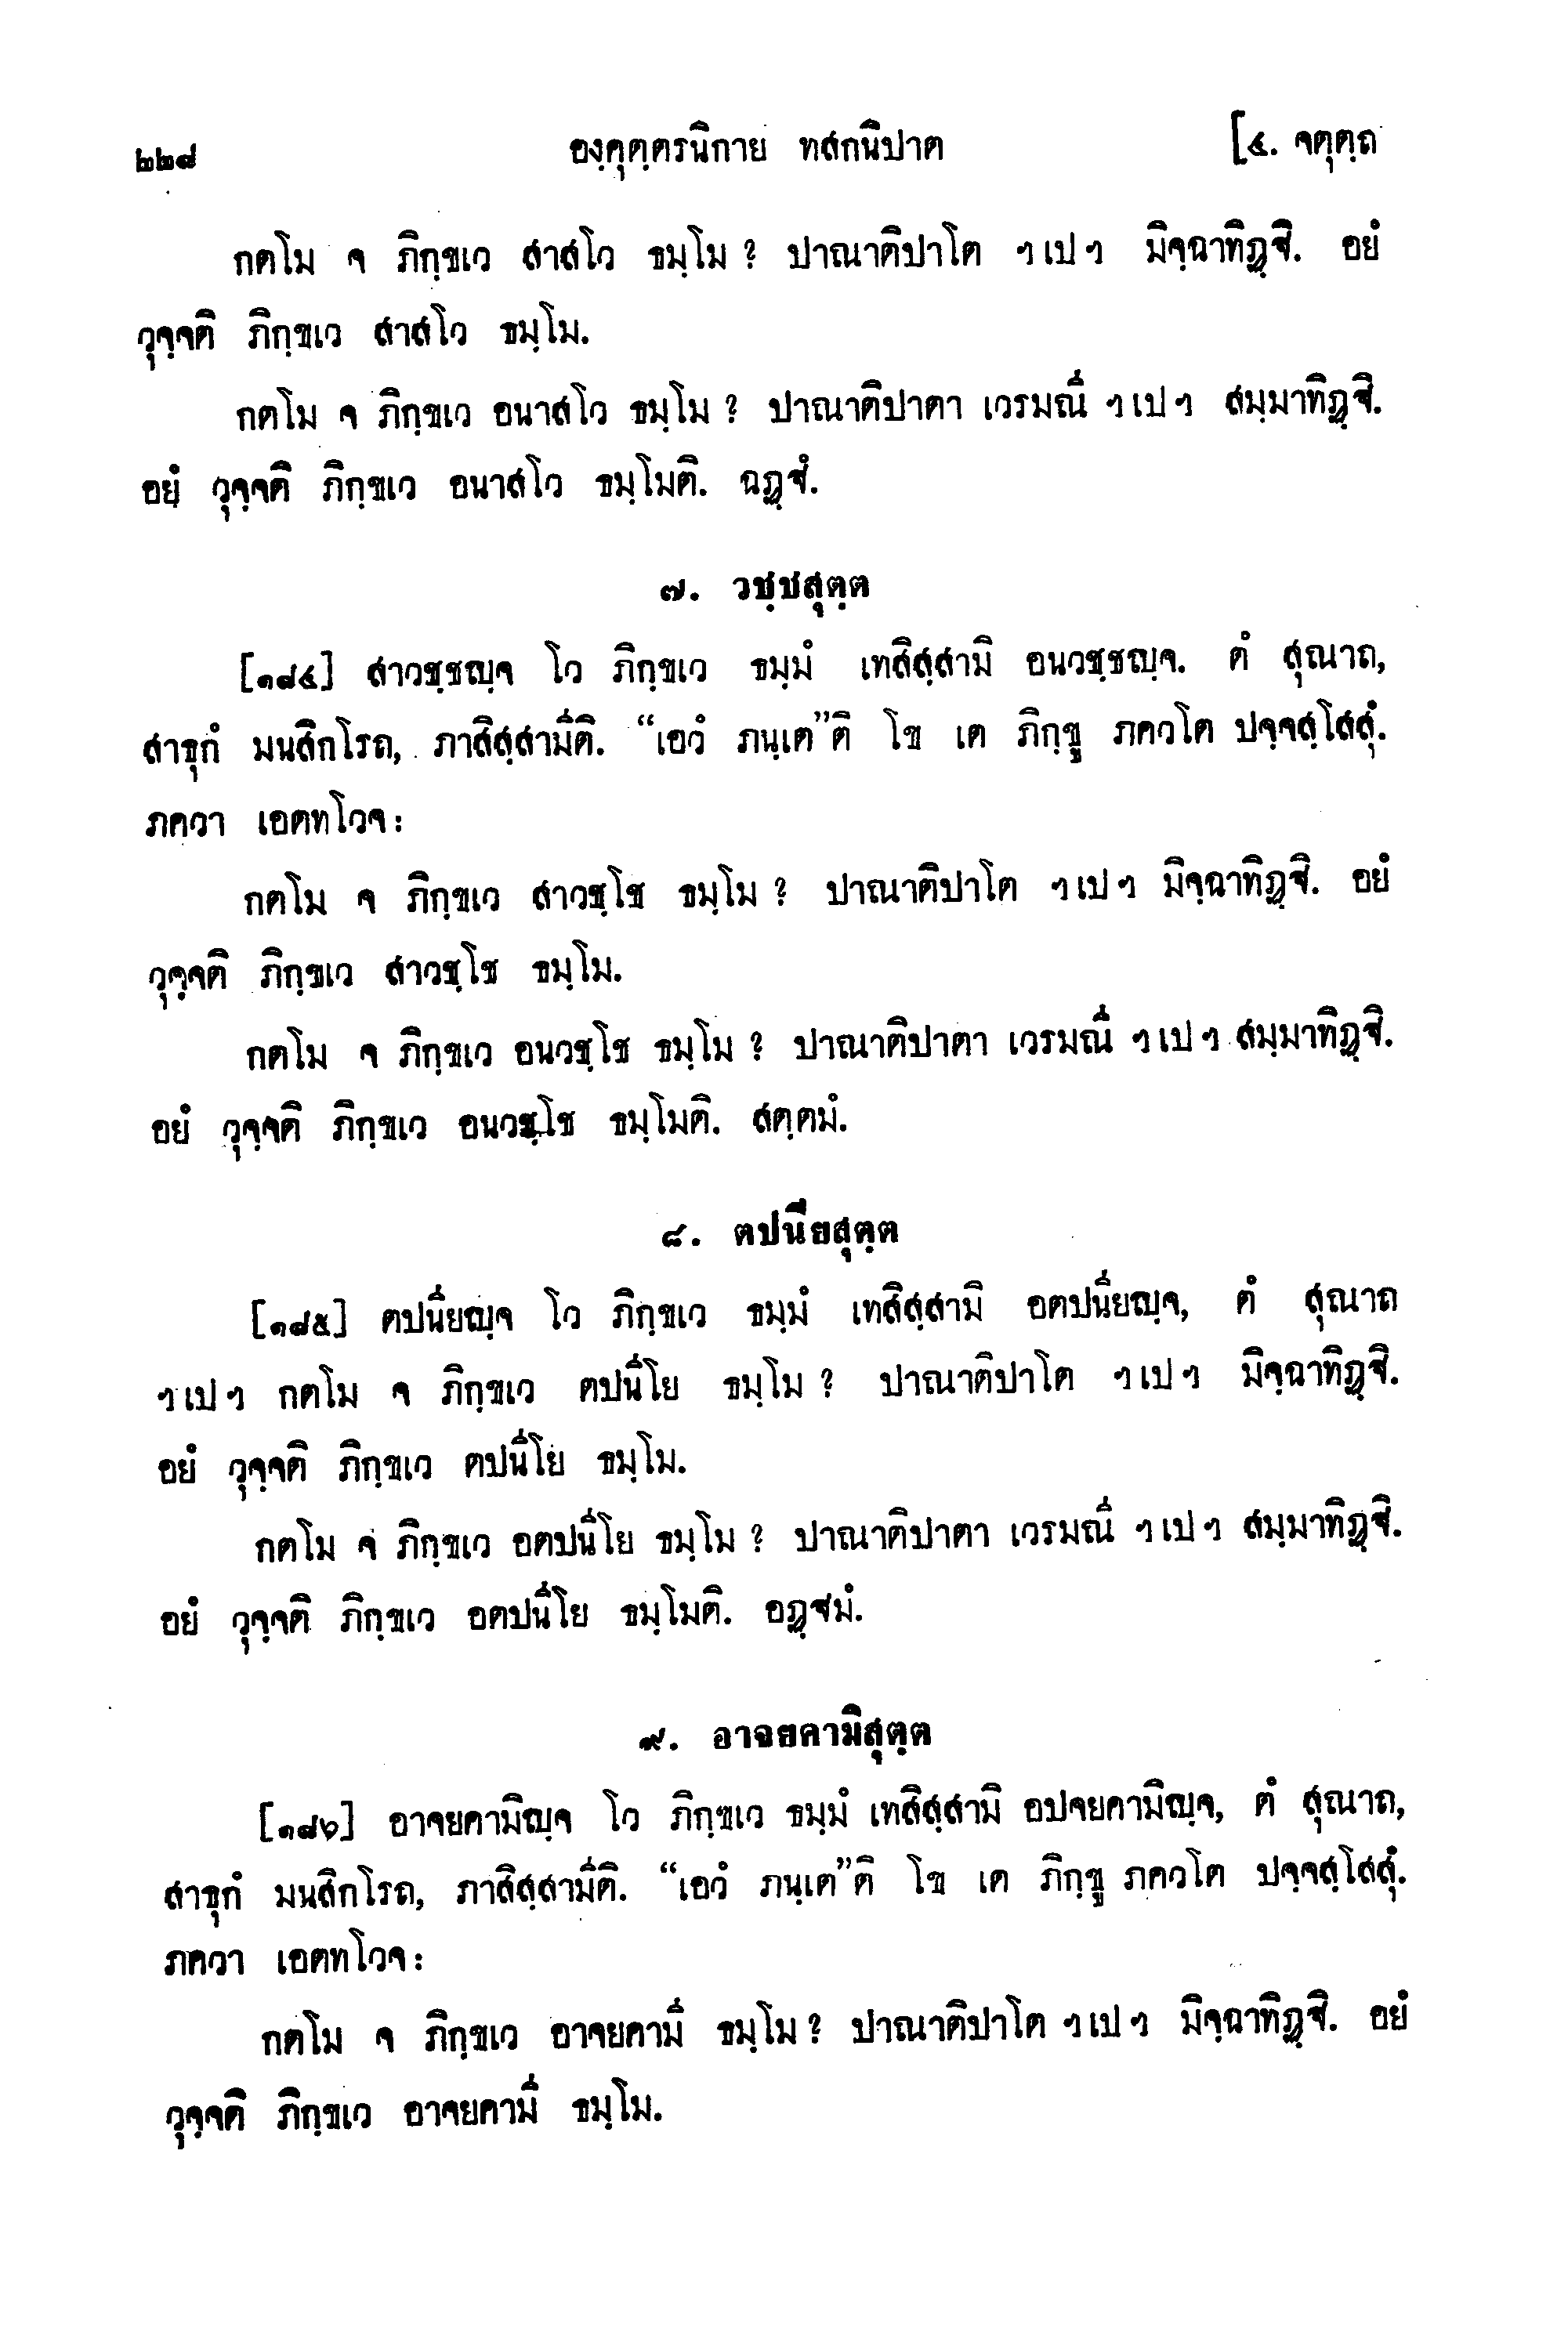 ๒๒๘ องฺคุตฺตรนิกาย ทสกนิปาต [๔. จตุตฺถ
กตโม จ ภิกฺขเว สาสโว ธมฺโม ? ปาณาติปาโต ฯเปฯ มิจฺฉาทิฏฺฐิ. อยํ
วุจฺจติ ภิกฺขเว สาสโว ธมฺโม.
กตโม จ ภิกฺขเว อนาสโว ธมฺโม ? ปาณาติปาตา เวรมณี ฯเปฯ สมฺมาทิฏฺฐิ.
อยํ วุจฺจติ ภิกฺขเว อนาสโว ธมฺโมติ. ฉฏฺฐํ.
๗. วชฺชสุตฺต
[๑๘๔] สาวชฺชญฺจ โว ภิกฺขเว ธมฺมํ เทสิสฺสามิ อนวชฺชญฺจ. ตํ สุณาถ,
สาธุกํ มนสิกโรถ, ภาสิสฺสามีติ. “เอวํ ภนฺเต”ติ โข เต ภิกฺขู ภควโต ปจฺจสฺโสสุํ.
ภควา เอตทโวจ :
กตโม จ ภิกฺขเว สาวชฺโช ธมฺโม ? ปาณาติปาโต ฯเปฯ มิจฺฉาทิฏฺฐิ. อยํ
วุจฺจติ ภิกฺขเว สาวชฺโช ธมฺโม.
กตโม จ ภิกฺขเว อนวชฺโช ธมฺโม ? ปาณาติปาตา เวรมณี ฯเปฯ สมฺมาทิฏฺฐิ.
อยํ วุจฺจติ ภิกฺขเว อนวชฺโช ธมฺโมติ. สตฺตมํ.
๘. ตปนียสุตฺต
[๑๘๕] ตปนียญฺจ โว ภิกฺขเว ธมฺมํ เทสิสฺสามิ อตปนียญฺจ, ตํ สุณาถ
ฯเปฯ กตโม จ ภิกฺขเว ตปนีโย ธมฺโม ? ปาณาติปาโต ฯเปฯ มิจฺฉาทิฏฺฐิ.
อยํ วุจฺจติ ภิกฺขเว ตปนีโย ธมฺโม.
กตโม จ ภิกฺขเว อตปนีโย ธมฺโม ? ปาณาติปาตา เวรมณี ฯเปฯ สมฺมาทิฏฺฐิ.
อยํ วุจฺจติ ภิกฺขเว อตปนีโย ธมฺโมติ. อฏฺฐมํ.
๙. อาจยคามิสุตฺต
[๑๘๖] อาจยคามิญฺจ โว ภิกฺขเว ธมฺมํ เทสิสฺสามิ อปจยคามิญฺจ, ตํ สุณาถ,
สาธุกํ มนสิกโรถ, ภาสิสฺสามีติ. “เอวํ ภนฺเต”ติ โข เต ภิกฺขู ภควโต ปจฺจสฺโสสุํ.
ภควา เอตทโวจ :
กตโม จ ภิกฺขเว อาจยคามี ธมฺโม ? ปาณาติปาโต ฯเปฯ มิจฺฉาทิฏฺฐิ. อยํ
วุจฺจติ ภิกฺขเว อาจยคามี ธมฺโม.